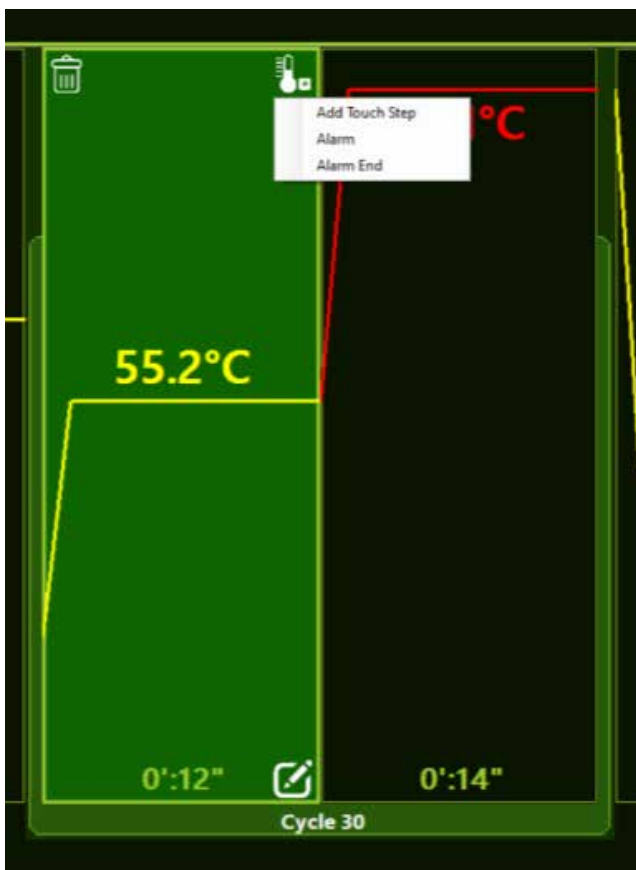 Add Touch Step
Alarm
Alarm End
°C
55.2°C
0':12"
0':14"
Cycle 30